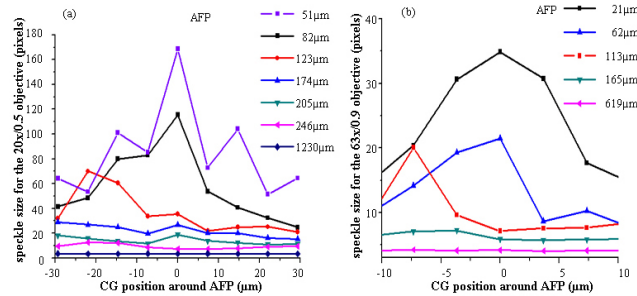 (a)
AFP
51μm
82μm
123μm
174μm
205μm
246μm
1230μm
speckle size for the 20x/0.5 objective (pixels)
180
160
140
120
100
80
60
40
20
0
-30
-20
-10
0
10
20
30
CG position around AFP (μm)
(b)
AFP
21μm
62μm
113μm
165μm
619μm
speckle size for the 63x/0.9 objective (pixels)
40
30
20
10
-10
-5
0
5
10
CG position around AFP (μm)